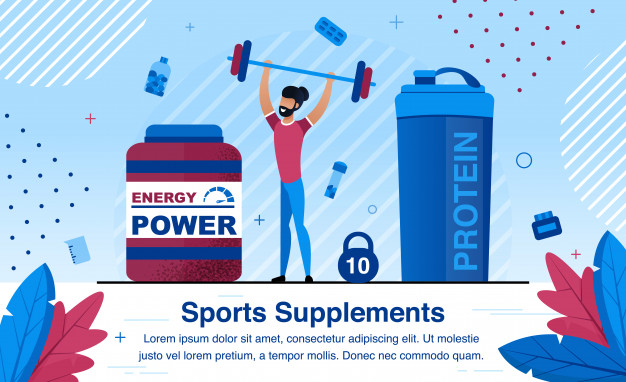 ENERGY
POWER
PROTEIN
10
Sports Supplements
Lorem ipsum dolor sit amet, consectetur adipiscing elit. Ut mollis
justo vel lorem pretium, a tempor mollis. Donec nec commodo quam.